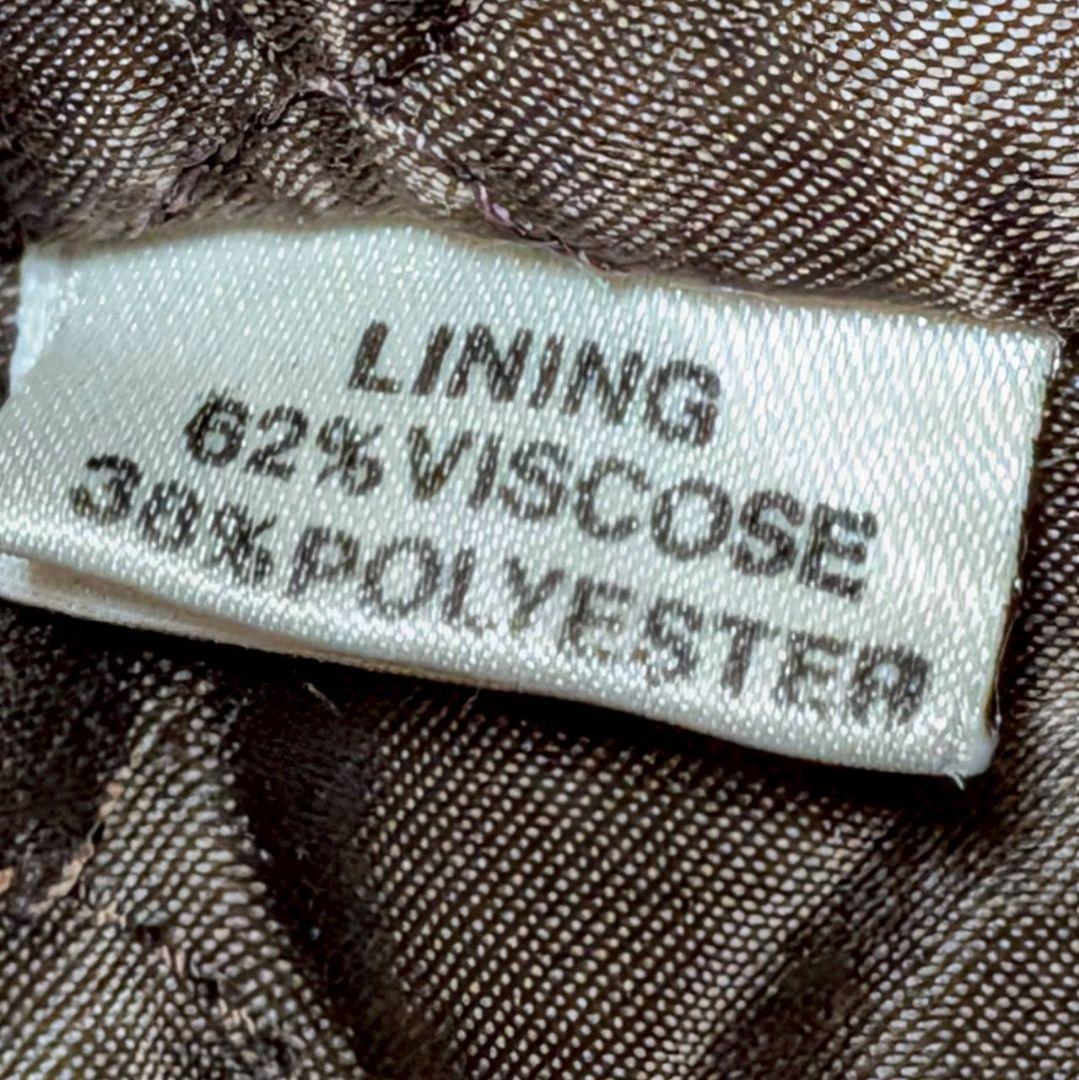 LINING
62% VISCOSE
38% POLYESTER